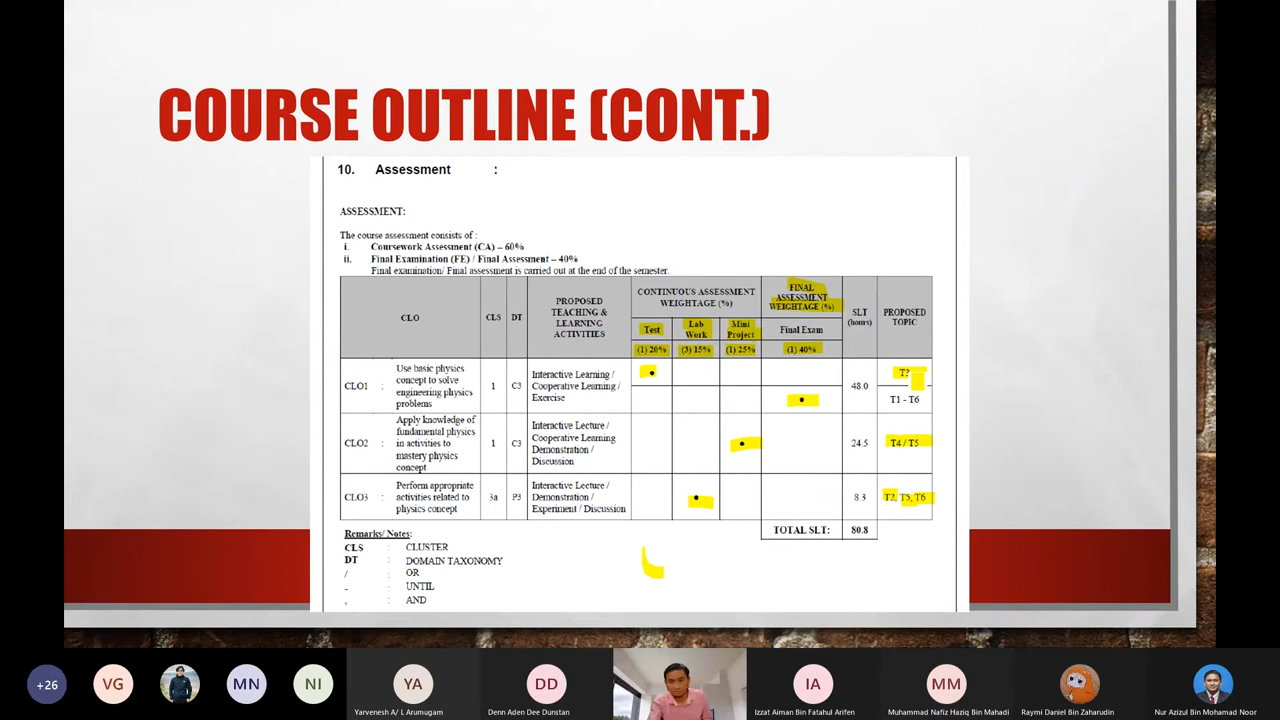 COURSE OUTLINE (CONT.)
10. Assessment :
ASSESSMENT:
The course assessment consists of :
i. Coursework Assessment (CA) – 60%
ii. Final Examination (FE) / Final Assessment – 40%
Final examination/ Final assessment is carried out at the end of the semester.
CLO
CLS
DT
PROPOSED
TEACHING &
LEARNING
ACTIVITIES
CONTINUOUS ASSESSMENT
WEIGHTAGE (%)
FINAL
ASSESSMENT
WEIGHTAGE (%)
SLT
(hours)
PROPOSED
TOPIC
Test
Lab
Work
Mini
Project
Final Exam
(1) 20%
(3) 15%
(1) 25%
(1) 40%
CLO1 :
Use basic physics
concept to solve
engineering physics
problems
1
C3
Interactive Learning /
Cooperative Learning /
Exercise
48.0
T1 - T6
CLO2 :
Apply knowledge of
fundamental physics
in activities to
mastery physics
concept
1
C3
Interactive Lecture /
Cooperative Learning
Demonstration /
Discussion
24.5
T4 / T5
CLO3 :
Perform appropriate
activities related to
physics concept
3a
P3
Interactive Lecture /
Demonstration /
Experiment / Discussion
8.3
T2, T5, T6
TOTAL SLT: 80.8
Remarks/ Notes:
CLS : CLUSTER
DT : DOMAIN TAXONOMY
/ : OR
- : UNTIL
, : AND
+26
VG
MN
NI
YA
DD
IA
MM
Yarvenesh A/ L Arumugam
Denn Aden Dee Dunstan
Izzat Aiman Bin Fatahul Arifen
Muhammad Nafiz Haziq Bin Mahadi
Raymi Daniel Bin Zaharudin
Nur Azizul Bin Mohamad Noor